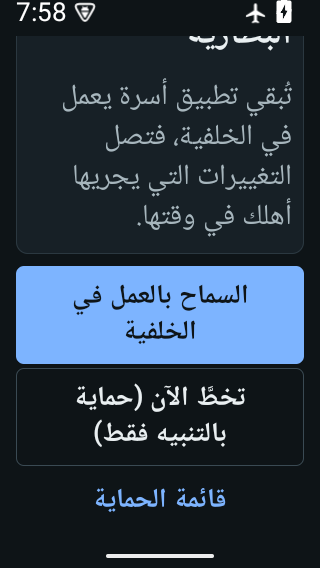 7:58
البطارية
تُبقي تطبيق أسرة يعمل
في الخلفية، فتصل
التغييرات التي يجريها
أهلك في وقتها.
السماح بالعمل في
الخلفية
تخطَّ الآن (حماية
بالتنبيه فقط)
قائمة الحماية